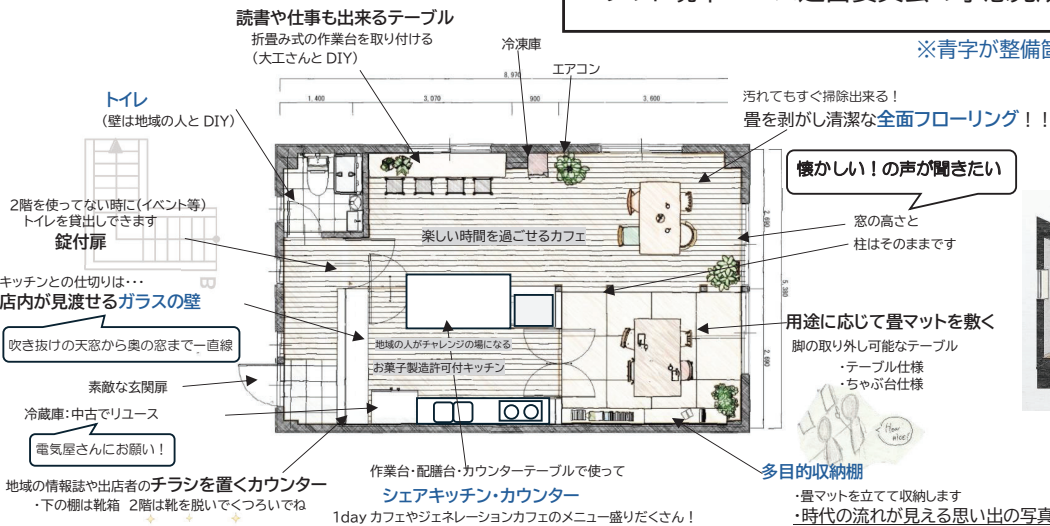 読書や仕事も出来るテーブル
折畳み式の作業台を取り付ける
(大工さんと DIY)
冷凍庫
エアコン
※青字が整備箇
8.970
1.400
3.070
900
3.600
トイレ
(壁は地域の人と DIY)
汚れてもすぐ掃除出来る!
畳を剥がし清潔な全面フローリング!!
懐かしい!の声が聞きたい
窓の高さと
柱はそのままです
2階を使ってない時に(イベント等)
トイレを貸出しできます
錠付扉
楽しい時間を過ごせるカフェ
2.690
5.380
2.690
キッチンとの仕切りは・・・
店内が見渡せるガラスの壁
吹き抜けの天窓から奥の窓まで一直線
地域の人がチャレンジの場になる
お菓子製造許可付キッチン
用途に応じて畳マットを敷く
脚の取り外し可能なテーブル
・テーブル仕様
・ちゃぶ台仕様
素敵な玄関扉
冷蔵庫:中古でリユース
電気屋さんにお願い!
地域の情報誌や出店者のチラシを置くカウンター
・下の棚は靴箱 2階は靴を脱いでくつろいでね
作業台・配膳台・カウンターテーブルで使って
シェアキッチン・カウンター
1day カフェやジェネレーションカフェのメニュー盛りだくさん!
多目的収納棚
・畳マットを立てて収納します
・時代の流れが見える思い出の写真